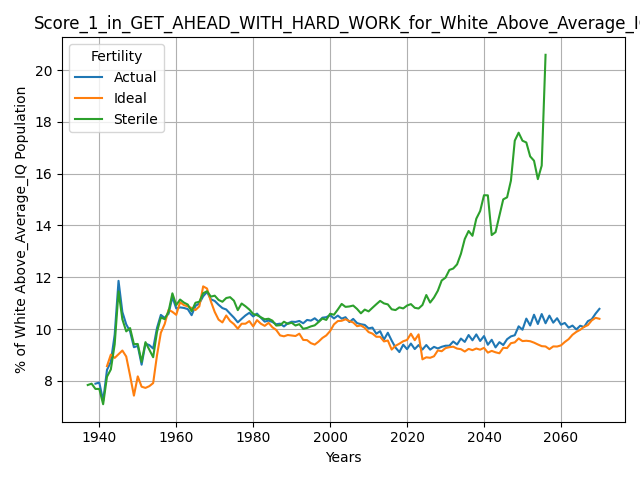 Score_1_in_GET_AHEAD_WITH_HARD_WORK_for_White_Above_Average_IQ
Fertility
Actual
Ideal
Sterile
% of White Above_Average_IQ Population
20
18
16
14
12
10
8
1940
1960
1980
2000
2020
2040
2060
Years